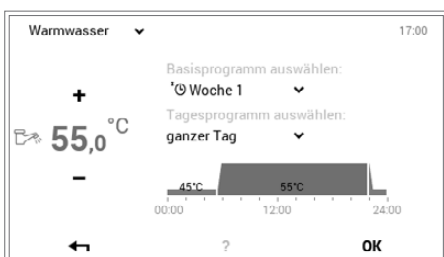 Warmwasser 17:00
Basisprogramm auswählen:
Woche 1
Tagesprogramm auswählen:
ganzer Tag
+
55,0 °C
−
45°C 55°C
00:00 12:00 24:00
? OK